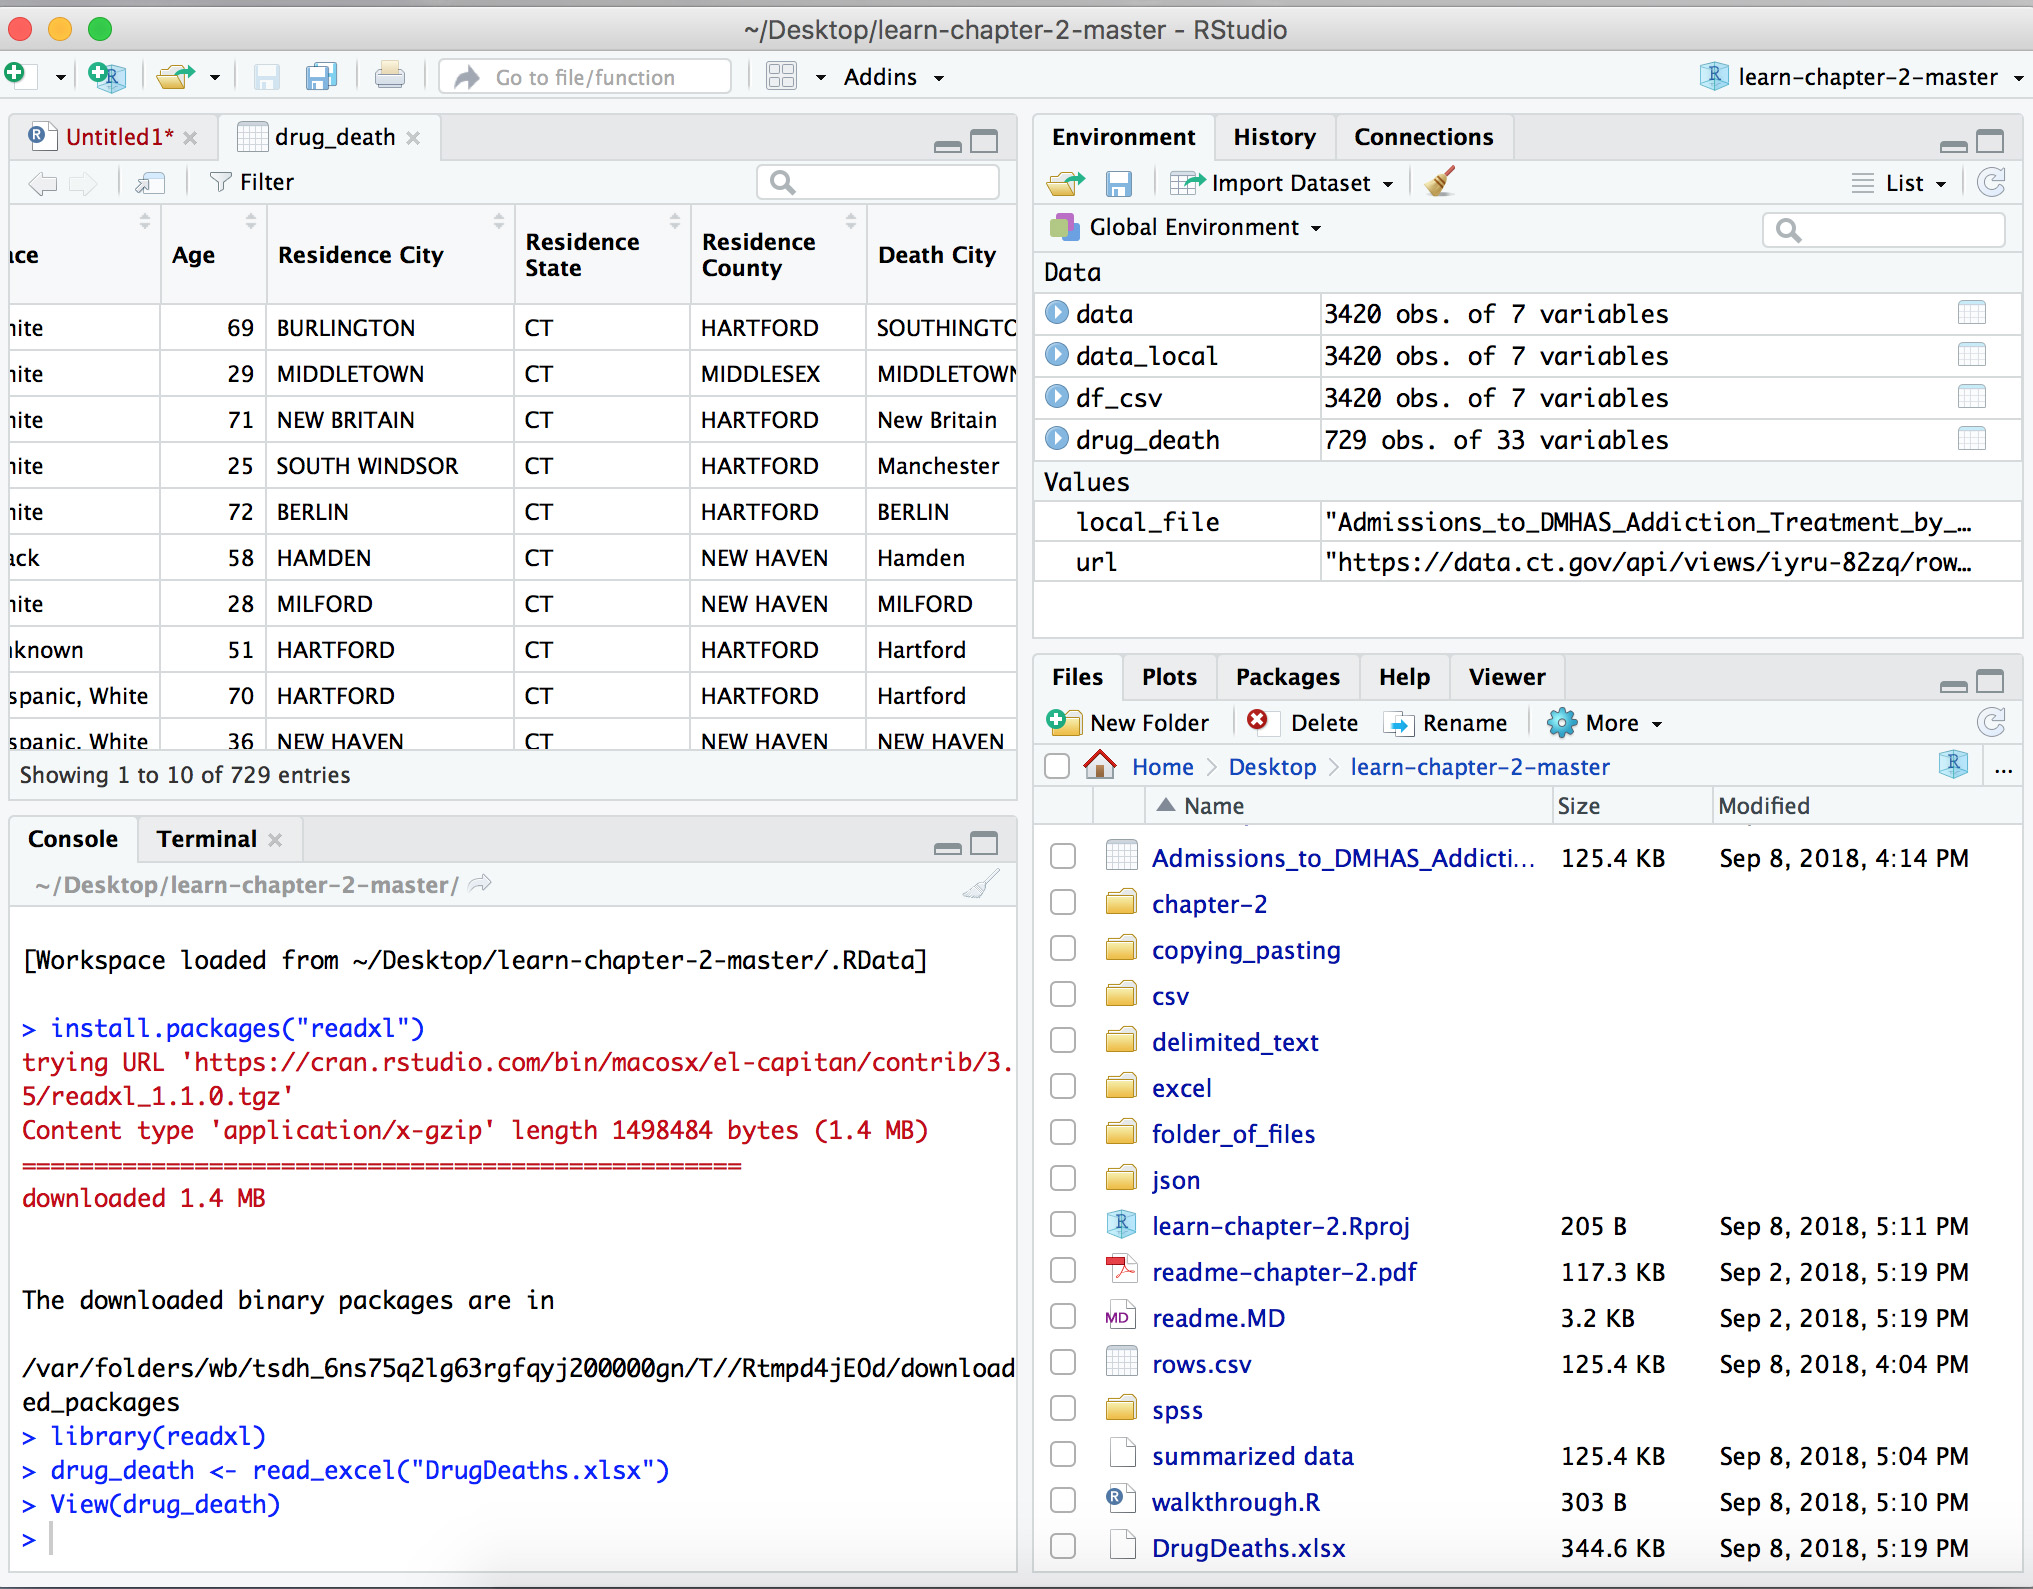 ~/Desktop/learn-chapter-2-master - RStudio
Go to file/function
Addins
learn-chapter-2-master
Untitled1*
drug_death
Filter
ace Age Residence City Residence State Residence County Death City
nite 69 BURLINGTON CT HARTFORD SOUTHINGTO
nite 29 MIDDLETOWN CT MIDDLESEX MIDDLETOWN
nite 71 NEW BRITAIN CT HARTFORD New Britain
nite 25 SOUTH WINDSOR CT HARTFORD Manchester
nite 72 BERLIN CT HARTFORD BERLIN
ack 58 HAMDEN CT NEW HAVEN Hamden
nite 28 MILFORD CT NEW HAVEN MILFORD
nknown 51 HARTFORD CT HARTFORD Hartford
spanic, White 70 HARTFORD CT HARTFORD Hartford
spanic, White 36 NEW HAVEN CT NEW HAVEN NEW HAVEN
Showing 1 to 10 of 729 entries
Console Terminal
~/Desktop/learn-chapter-2-master/
[Workspace loaded from ~/Desktop/learn-chapter-2-master/.RData]
> install.packages("readxl")
trying URL 'https://cran.rstudio.com/bin/macosx/el-capitan/contrib/3.
5/readxl_1.1.0.tgz'
Content type 'application/x-gzip' length 1498484 bytes (1.4 MB)
==================================================
downloaded 1.4 MB
The downloaded binary packages are in
/var/folders/wb/tsdh_6ns75q2lg63rgfqyj200000gn/T//Rtmpd4jEOd/download
ed_packages
> library(readxl)
> drug_death <- read_excel("DrugDeaths.xlsx")
> View(drug_death)
>
Environment History Connections
Import Dataset List
Global Environment
Data
data 3420 obs. of 7 variables
data_local 3420 obs. of 7 variables
df_csv 3420 obs. of 7 variables
drug_death 729 obs. of 33 variables
Values
local_file "Admissions_to_DMHAS_Addiction_Treatment_by_…
url "https://data.ct.gov/api/views/iyru-82zq/row…
Files Plots Packages Help Viewer
New Folder Delete Rename More
Home Desktop learn-chapter-2-master ...
Name Size Modified
Admissions_to_DMHAS_Addicti... 125.4 KB Sep 8, 2018, 4:14 PM
chapter-2
copying_pasting
csv
delimited_text
excel
folder_of_files
json
learn-chapter-2.Rproj 205 B Sep 8, 2018, 5:11 PM
readme-chapter-2.pdf 117.3 KB Sep 2, 2018, 5:19 PM
MD readme.MD 3.2 KB Sep 2, 2018, 5:19 PM
rows.csv 125.4 KB Sep 8, 2018, 4:04 PM
spss
summarized data 125.4 KB Sep 8, 2018, 5:04 PM
walkthrough.R 303 B Sep 8, 2018, 5:10 PM
DrugDeaths.xlsx 344.6 KB Sep 8, 2018, 5:19 PM